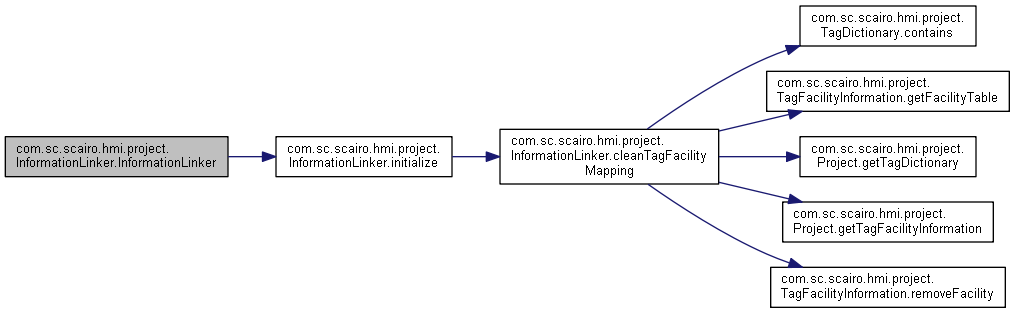 com.sc.scairo.hmi.project.
InformationLinker.InformationLinker
com.sc.scairo.hmi.project.
InformationLinker.initialize
com.sc.scairo.hmi.project.
InformationLinker.cleanTagFacility
Mapping
com.sc.scairo.hmi.project.
TagDictionary.contains
com.sc.scairo.hmi.project.
TagFacilityInformation.getFacilityTable
com.sc.scairo.hmi.project.
Project.getTagDictionary
com.sc.scairo.hmi.project.
Project.getTagFacilityInformation
com.sc.scairo.hmi.project.
TagFacilityInformation.removeFacility